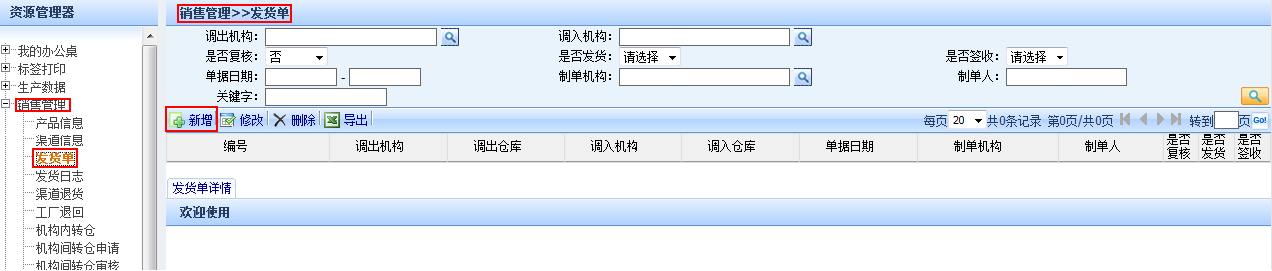 资源管理器
我的办公桌
标签打印
生产数据
销售管理
产品信息
渠道信息
发货单
发货日志
渠道退货
工厂退回
机构内转仓
机构间转仓申请
机构间转仓审核
销售管理>>发货单
调出机构： 调入机构：
是否复核： 否 是否发货： 请选择 是否签收： 请选择
单据日期： - 制单机构： 制单人：
关键字：
新增 修改 删除 导出 每页 20 共0条记录 第0页/共0页 转到 页 Go!
编号 调出机构 调出仓库 调入机构 调入仓库 单据日期 制单机构 制单人 是否复核 是否发货 是否签收
发货单详情
欢迎使用